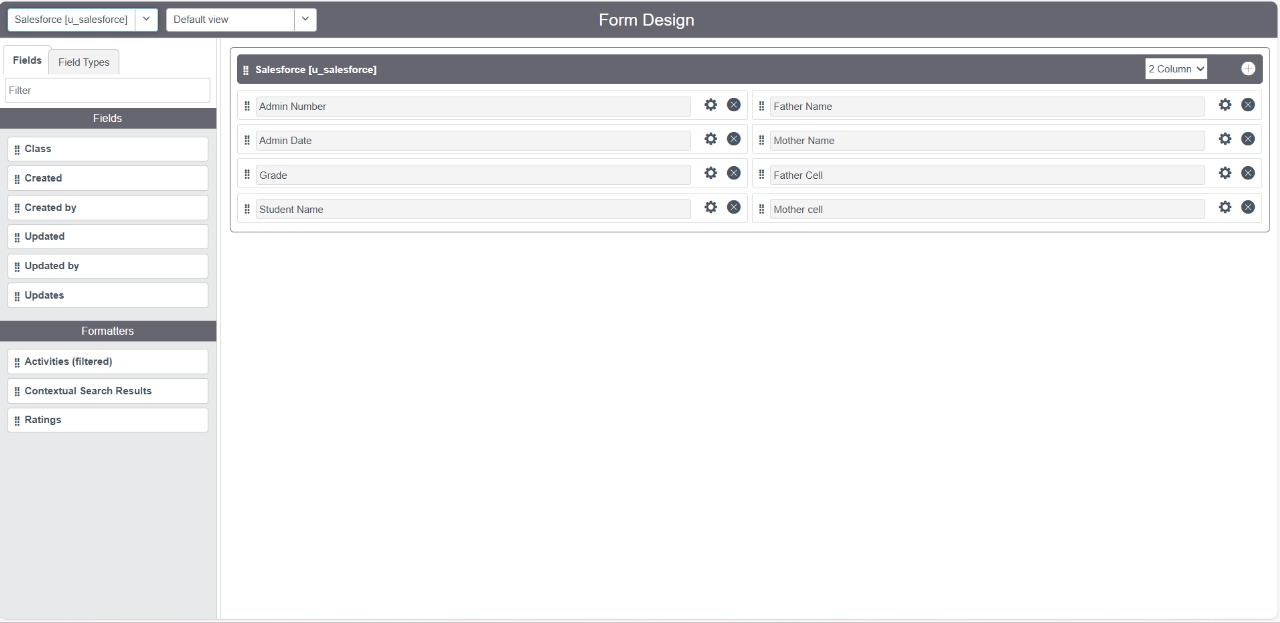 Salesforce [u_salesforce]
Default view
Form Design
Fields
Field Types
Filter
Fields
Class
Created
Created by
Updated
Updated by
Updates
Formatters
Activities (filtered)
Contextual Search Results
Ratings
Salesforce [u_salesforce]
2 Column
Admin Number
Father Name
Admin Date
Mother Name
Grade
Father Cell
Student Name
Mother cell